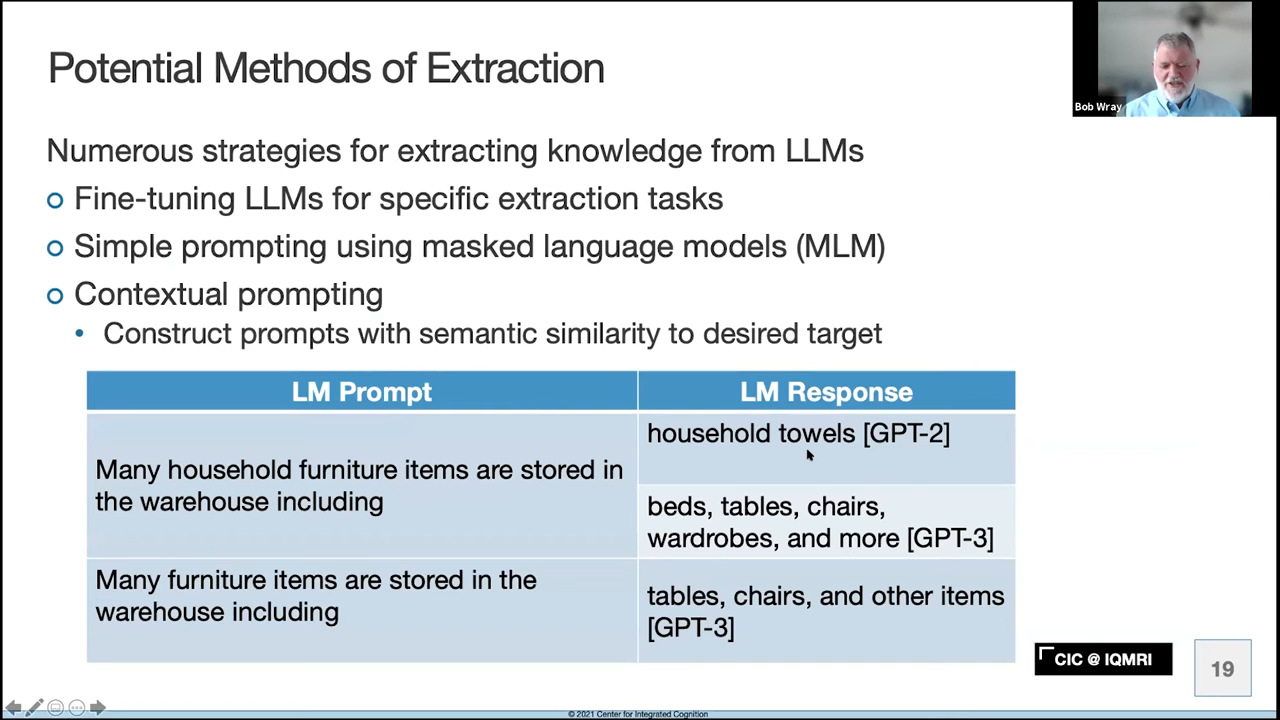 Potential Methods of Extraction
Bob Wray
Numerous strategies for extracting knowledge from LLMs
Fine-tuning LLMs for specific extraction tasks
Simple prompting using masked language models (MLM)
Contextual prompting
• Construct prompts with semantic similarity to desired target
LM Prompt
LM Response
Many household furniture items are stored in
the warehouse including
household towels [GPT-2]
beds, tables, chairs,
wardrobes, and more [GPT-3]
Many furniture items are stored in the
warehouse including
tables, chairs, and other items
[GPT-3]
CIC @ IQMRI
19
© 2021 Center for Integrated Cognition